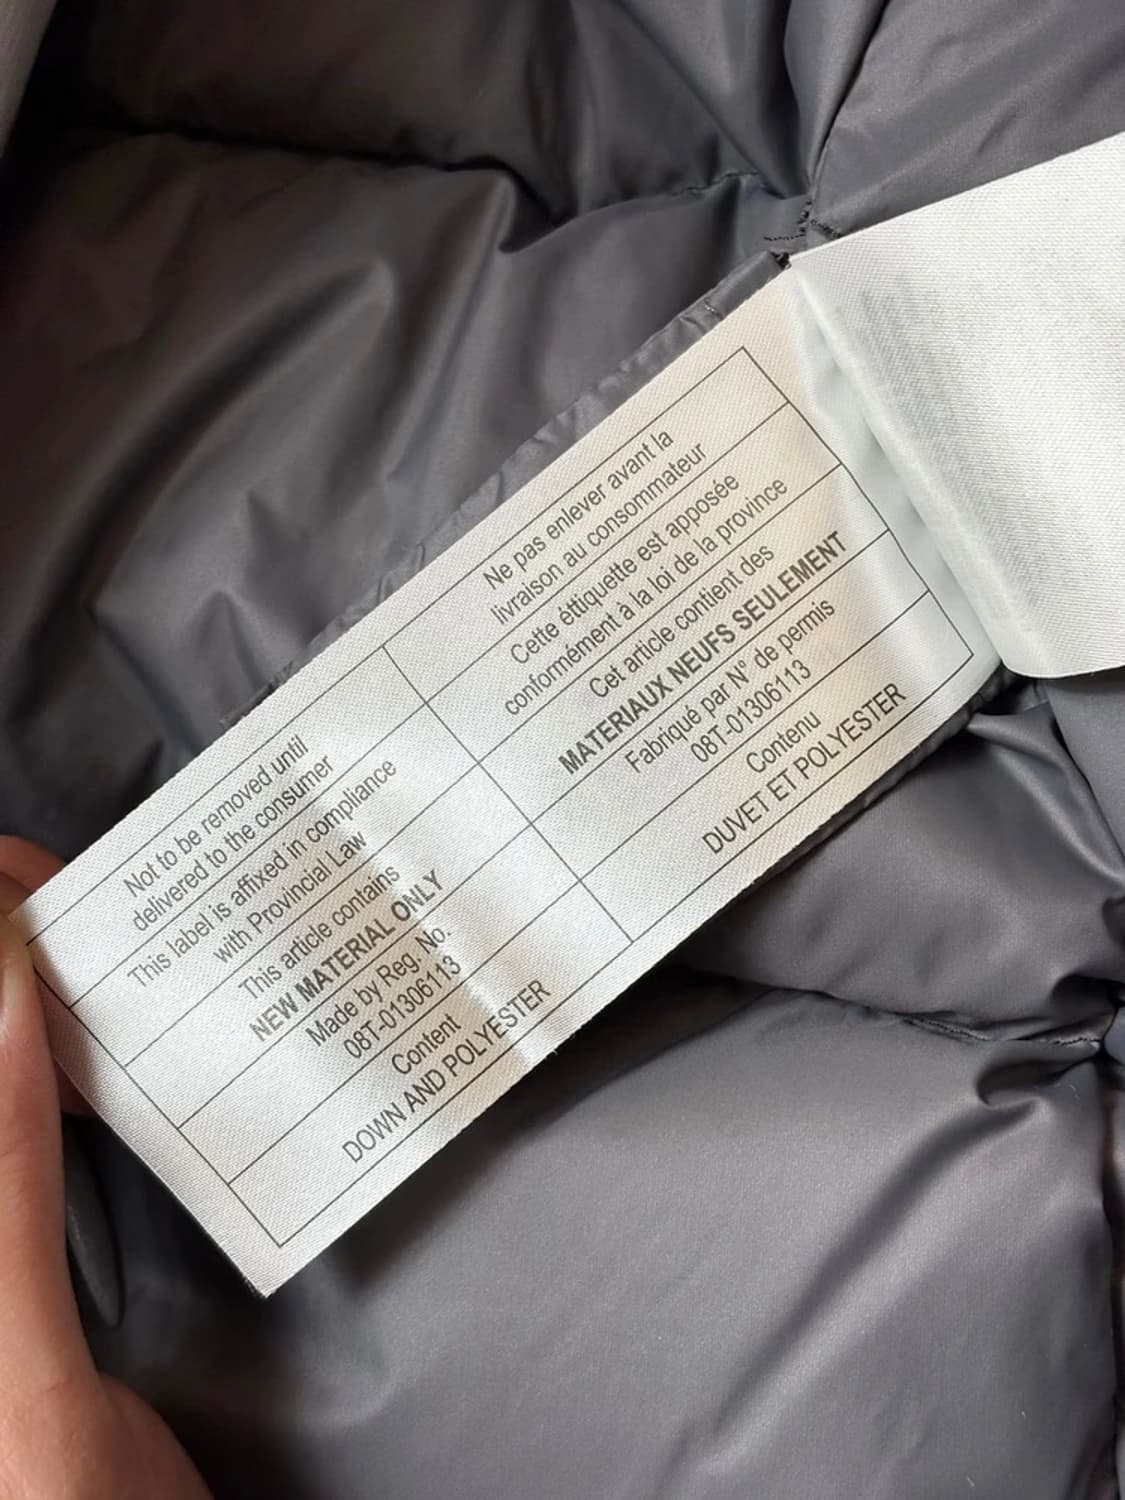 Not to be removed until
delivered to the consumer
This label is affixed in compliance
with Provincial Law
This article contains
NEW MATERIAL ONLY
Made by Reg. No.
08T-01306113
Content
DOWN AND POLYESTER
Ne pas enlever avant la
livraison au consommateur
Cette éttiquette est apposée
conformément à la loi de la province
Cet article contient des
MATERIAUX NEUFS SEULEMENT
Fabriqué par N° de permis
08T-01306113
Contenu
DUVET ET POLYESTER